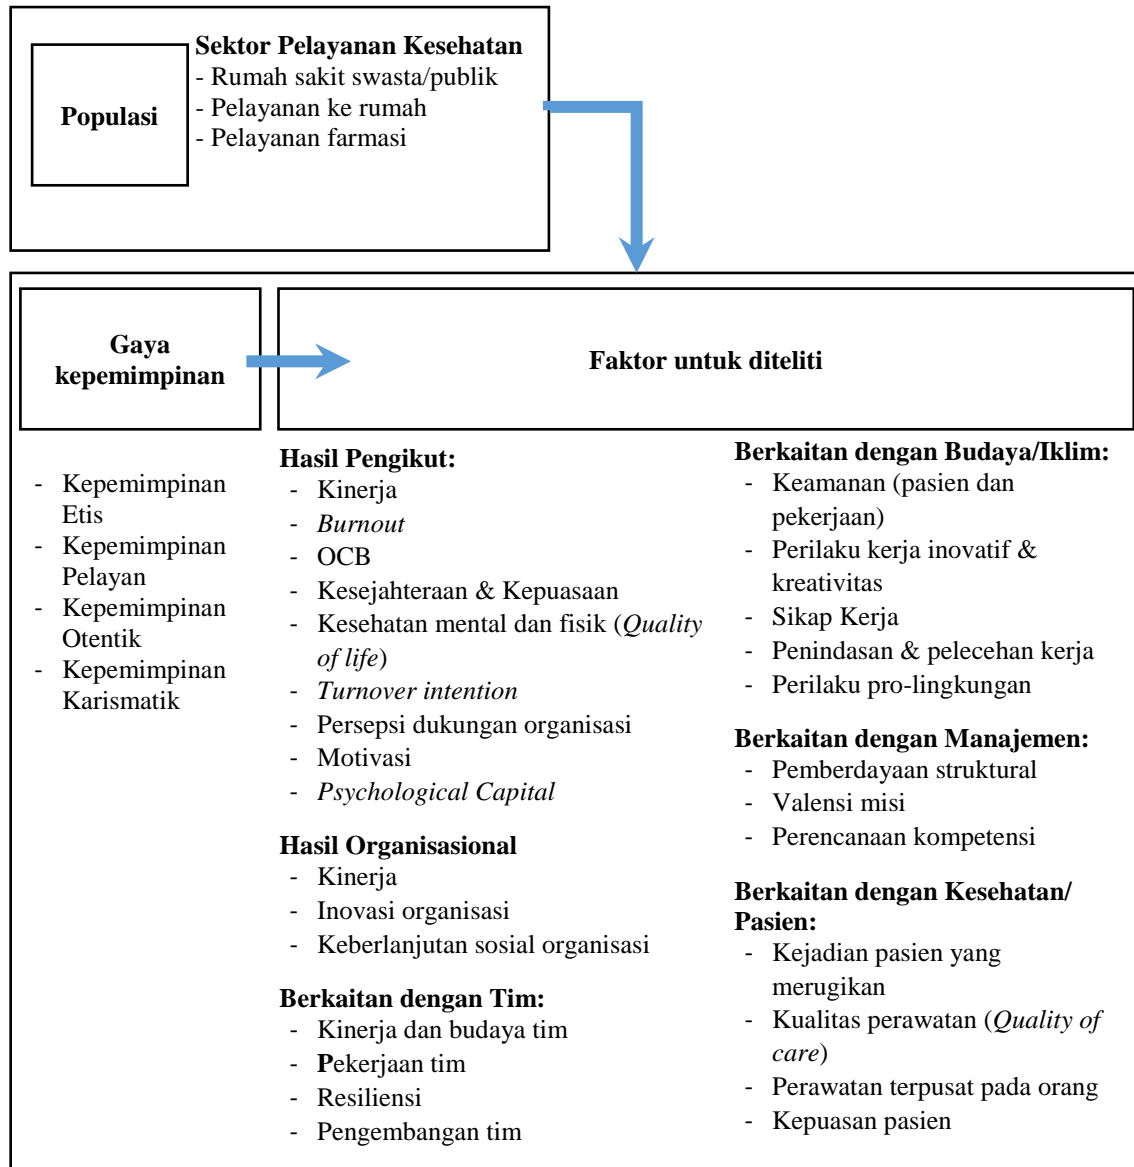 Populasi
Sektor Pelayanan Kesehatan
- Rumah sakit swasta/publik
- Pelayanan ke rumah
- Pelayanan farmasi
Gaya
kepemimpinan
Faktor untuk diteliti
- Kepemimpinan
Etis
- Kepemimpinan
Pelayan
- Kepemimpinan
Otentik
- Kepemimpinan
Karismatik
Hasil Pengikut:
- Kinerja
- Burnout
- OCB
- Kesejahteraan & Kepuasaan
- Kesehatan mental dan fisik (Quality
of life)
- Turnover intention
- Persepsi dukungan organisasi
- Motivasi
- Psychological Capital
Hasil Organisasional
- Kinerja
- Inovasi organisasi
- Keberlanjutan sosial organisasi
Berkaitan dengan Tim:
- Kinerja dan budaya tim
- Pekerjaan tim
- Resiliensi
- Pengembangan tim
Berkaitan dengan Budaya/Iklim:
- Keamanan (pasien dan
pekerjaan)
- Perilaku kerja inovatif &
kreativitas
- Sikap Kerja
- Penindasan & pelecehan kerja
- Perilaku pro-lingkungan
Berkaitan dengan Manajemen:
- Pemberdayaan struktural
- Valensi misi
- Perencanaan kompetensi
Berkaitan dengan Kesehatan/
Pasien:
- Kejadian pasien yang
merugikan
- Kualitas perawatan (Quality of
care)
- Perawatan terpusat pada orang
- Kepuasan pasien